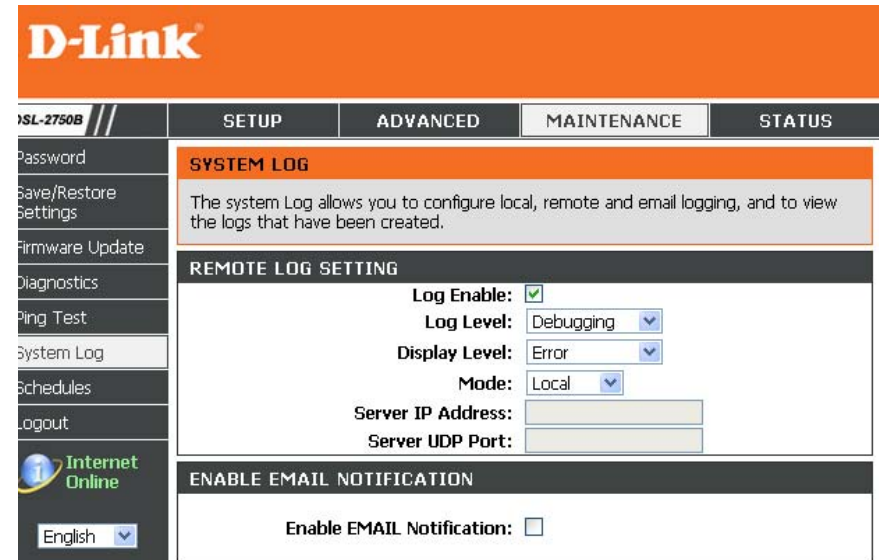 D-Link
DSL-2750B
SETUP
ADVANCED
MAINTENANCE
STATUS
Password
Save/Restore
Settings
Firmware Update
Diagnostics
Ping Test
System Log
Schedules
Logout
Internet
Online
English
SYSTEM LOG
The system Log allows you to configure local, remote and email logging, and to view
the logs that have been created.
REMOTE LOG SETTING
Log Enable:
Log Level: Debugging
Display Level: Error
Mode: Local
Server IP Address:
Server UDP Port:
ENABLE EMAIL NOTIFICATION
Enable EMAIL Notification: